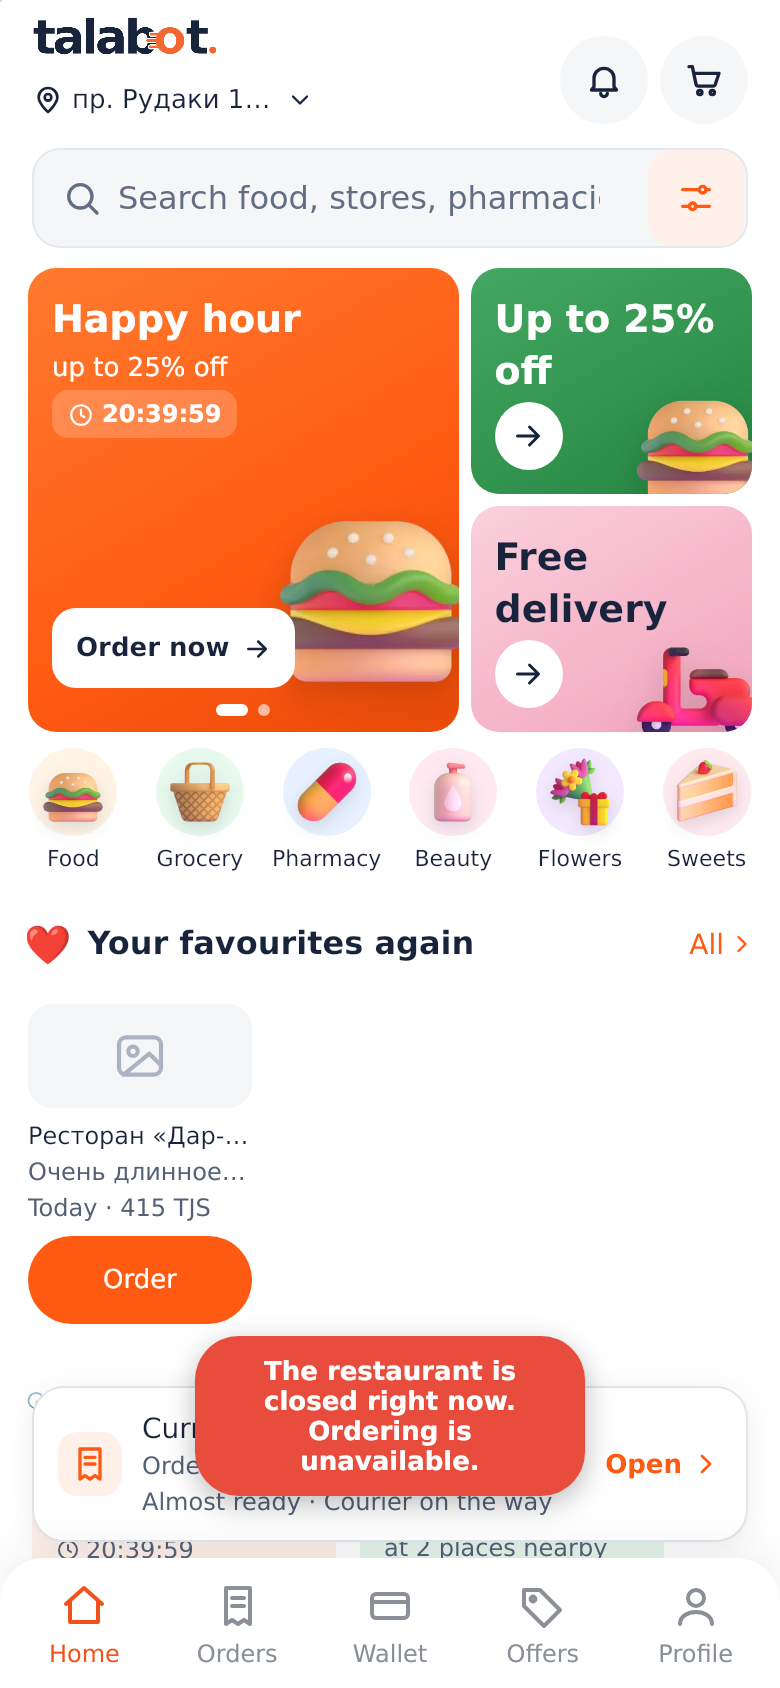 talabot.
пр. Рудаки 1...
Search food, stores, pharmaci
Happy hour
up to 25% off
20:39:59
Order now
Up to 25%
off
Free
delivery
Food
Grocery
Pharmacy
Beauty
Flowers
Sweets
Your favourites again
All
Ресторан «Дар-...
Очень длинное...
Today · 415 TJS
Order
The restaurant is
closed right now.
Ordering is
unavailable.
Open
Almost ready · Courier on the way
20:39:59
at 2 places nearby
Home
Orders
Wallet
Offers
Profile